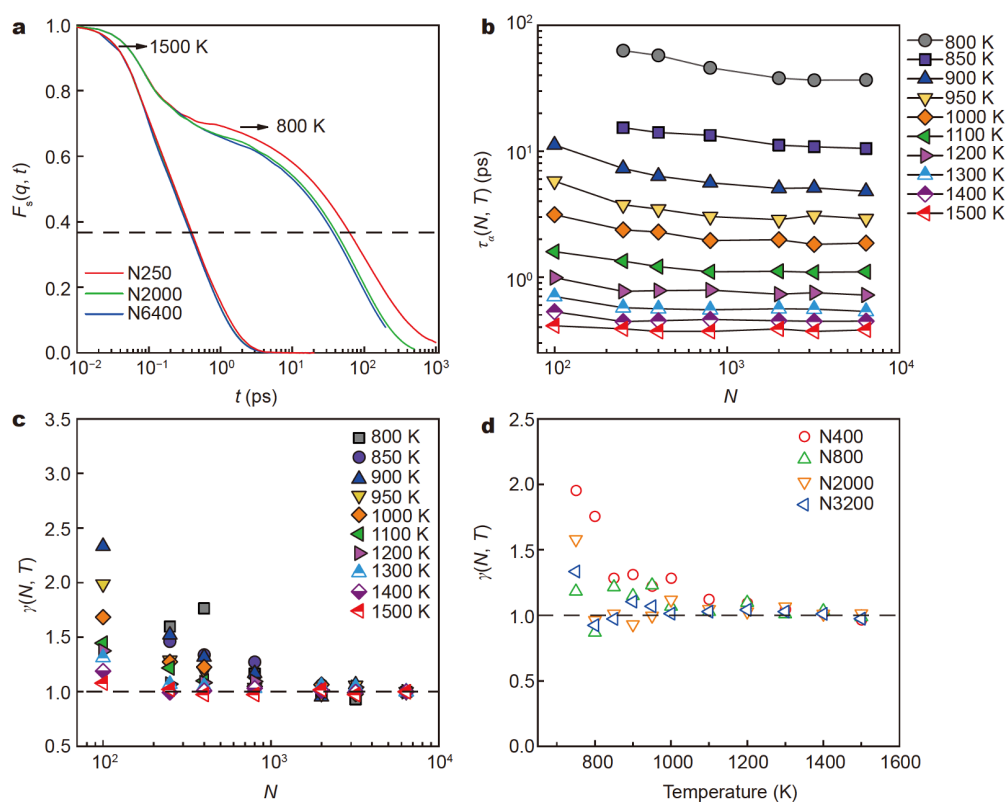 a
1.0
0.8
0.6
0.4
0.2
0.0
F_s(q, t)
1500 K
800 K
N250
N2000
N6400
10⁻² 10⁻¹ 10⁰ 10¹ 10² 10³
t (ps)
b
10²
10¹
10⁰
τ_α(N, T) (ps)
10² 10³ 10⁴
N
800 K
850 K
900 K
950 K
1000 K
1100 K
1200 K
1300 K
1400 K
1500 K
c
3.5
3.0
2.5
2.0
1.5
1.0
0.5
γ(N, T)
800 K
850 K
900 K
950 K
1000 K
1100 K
1200 K
1300 K
1400 K
1500 K
10² 10³ 10⁴
N
d
2.5
2.0
1.5
1.0
0.5
0.0
γ(N, T)
N400
N800
N2000
N3200
800 1000 1200 1400 1600
Temperature (K)